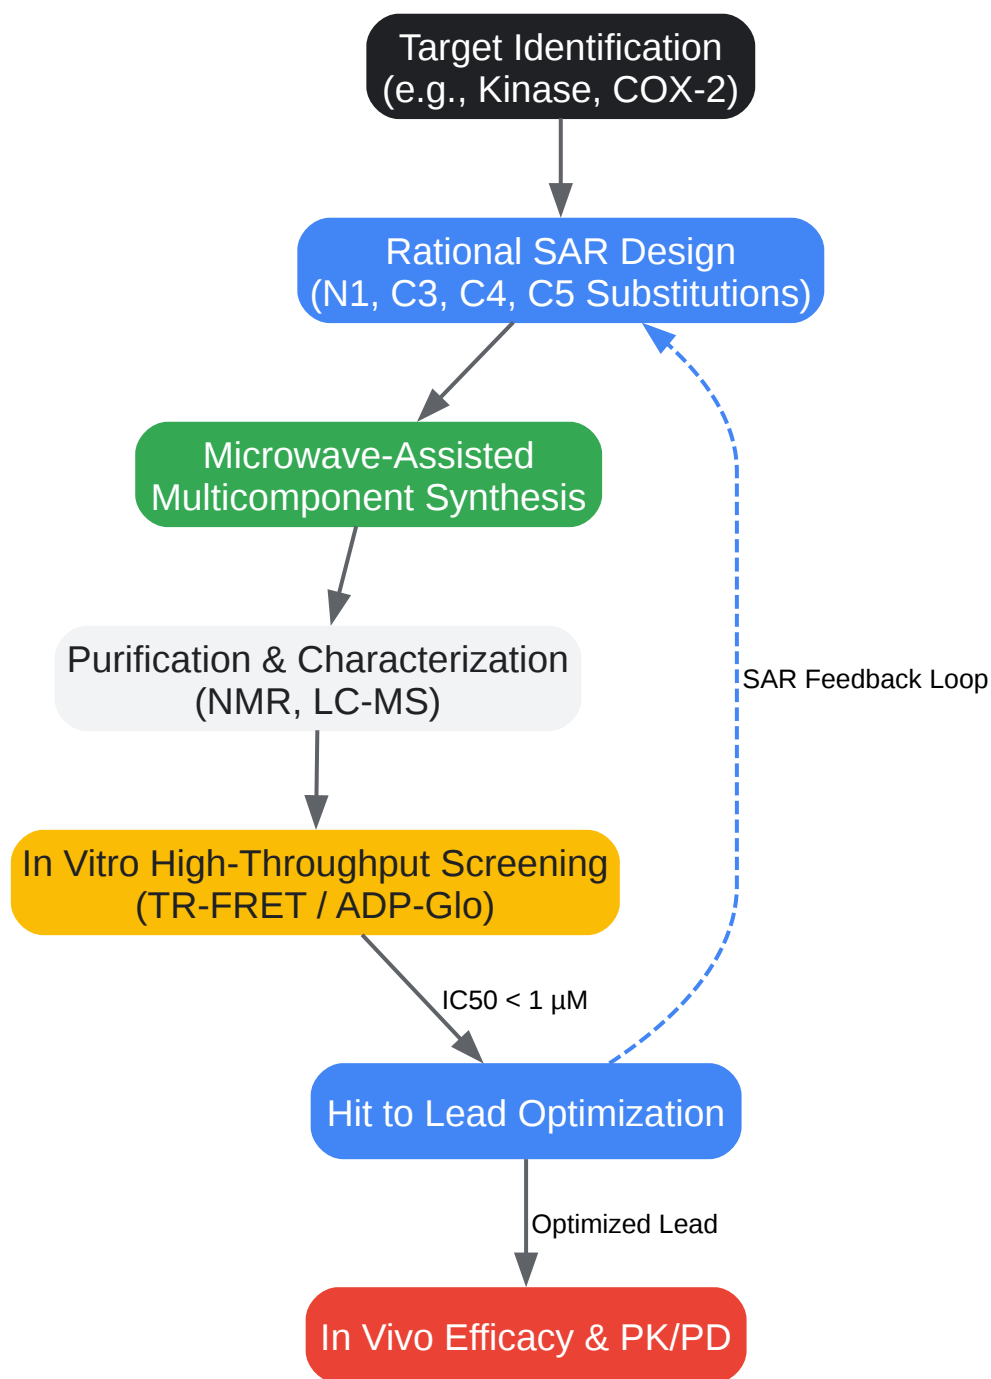 Target Identification
(e.g., Kinase, COX-2)
Rational SAR Design
(N1, C3, C4, C5 Substitutions)
Microwave-Assisted
Multicomponent Synthesis
Purification & Characterization
(NMR, LC-MS)
SAR Feedback Loop
In Vitro High-Throughput Screening
(TR-FRET / ADP-Glo)
IC50 < 1 µM
Hit to Lead Optimization
Optimized Lead
In Vivo Efficacy & PK/PD